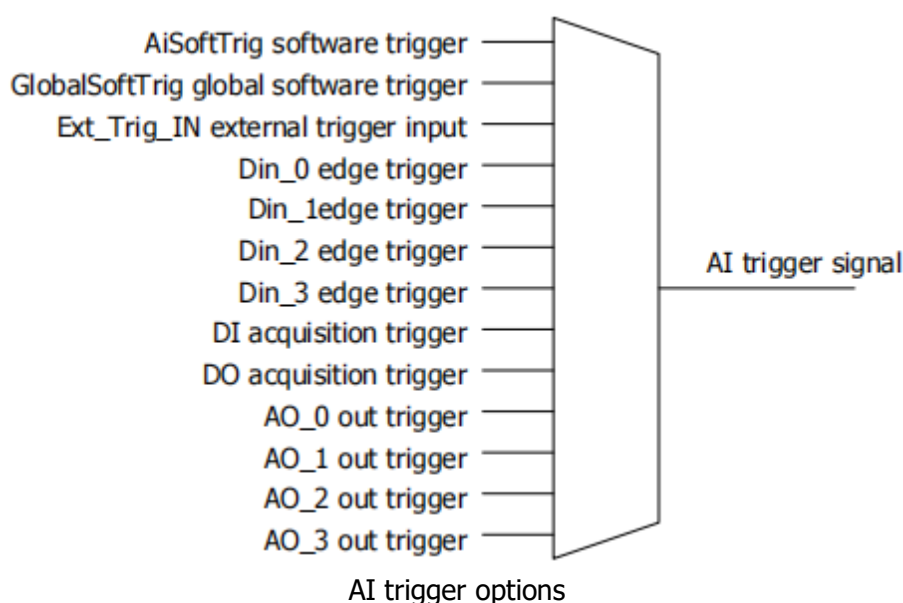 AiSoftTrig software trigger
GlobalSoftTrig global software trigger
Ext_Trig_IN external trigger input
Din_0 edge trigger
Din_1edge trigger
Din_2 edge trigger
Din_3 edge trigger
AI trigger signal
DI acquisition trigger
DO acquisition trigger
AO_0 out trigger
AO_1 out trigger
AO_2 out trigger
AO_3 out trigger
AI trigger options